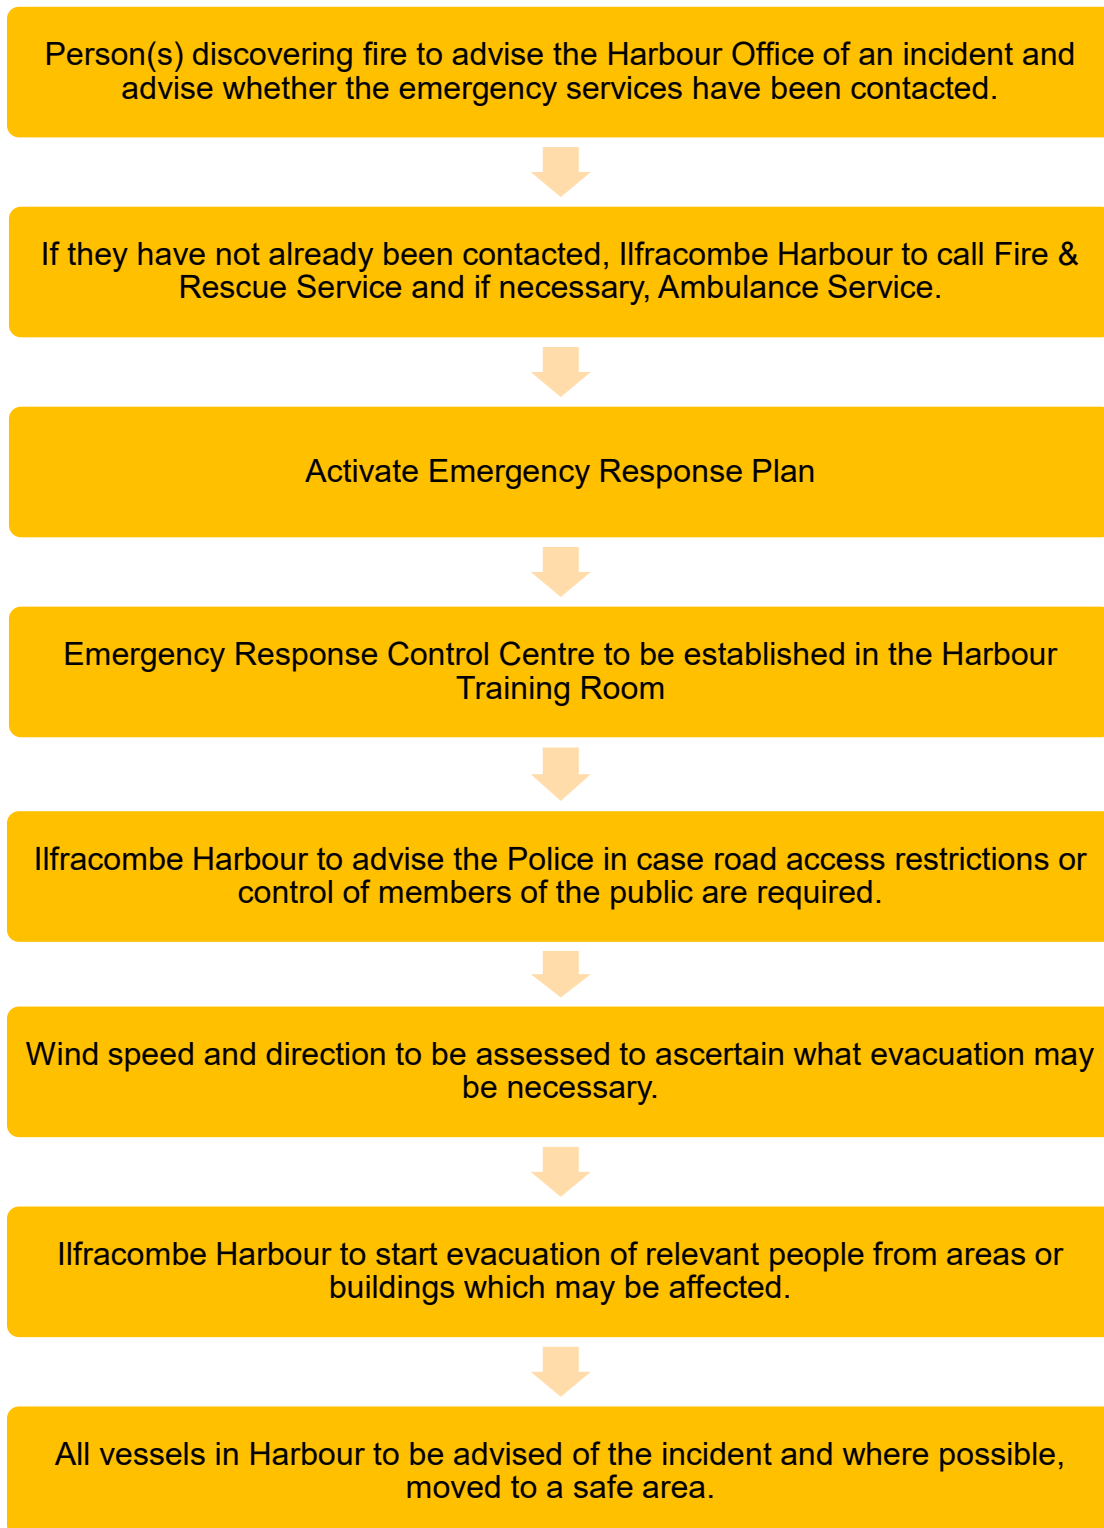 Person(s) discovering fire to advise the Harbour Office of an incident and
advise whether the emergency services have been contacted.
If they have not already been contacted, Ilfracombe Harbour to call Fire &
Rescue Service and if necessary, Ambulance Service.
Activate Emergency Response Plan
Emergency Response Control Centre to be established in the Harbour
Training Room
Ilfracombe Harbour to advise the Police in case road access restrictions or
control of members of the public are required.
Wind speed and direction to be assessed to ascertain what evacuation may
be necessary.
Ilfracombe Harbour to start evacuation of relevant people from areas or
buildings which may be affected.
All vessels in Harbour to be advised of the incident and where possible,
moved to a safe area.